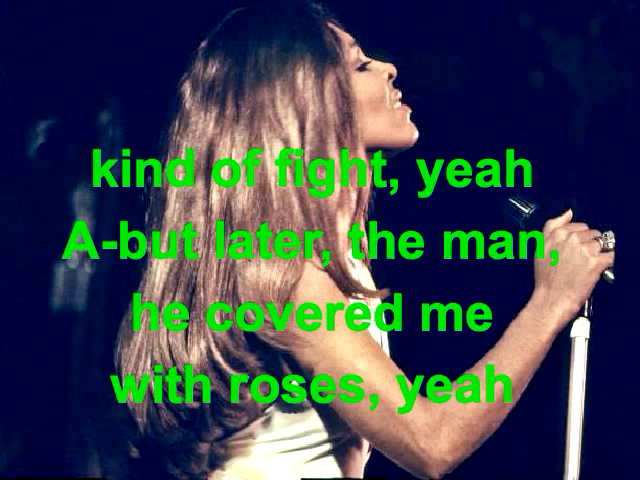 kind of fight, yeah
A-but later, the man,
he covered me
with roses, yeah